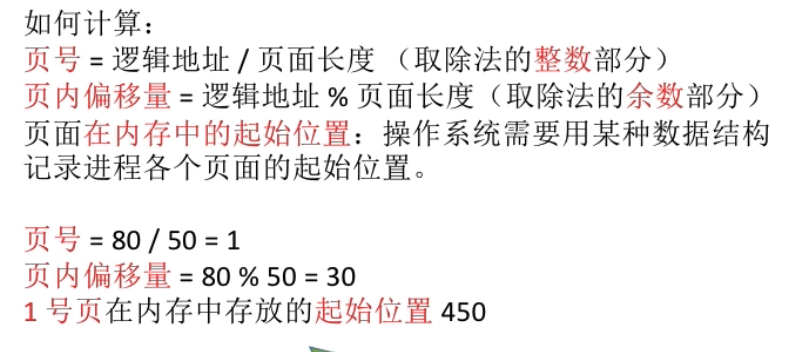 如何计算：
页号 = 逻辑地址 / 页面长度 （取除法的整数部分）
页内偏移量 = 逻辑地址 % 页面长度（取除法的余数部分）
页面在内存中的起始位置：操作系统需要用某种数据结构
记录进程各个页面的起始位置。
页号 = 80 / 50 = 1
页内偏移量 = 80 % 50 = 30
1 号页在内存中存放的起始位置 450